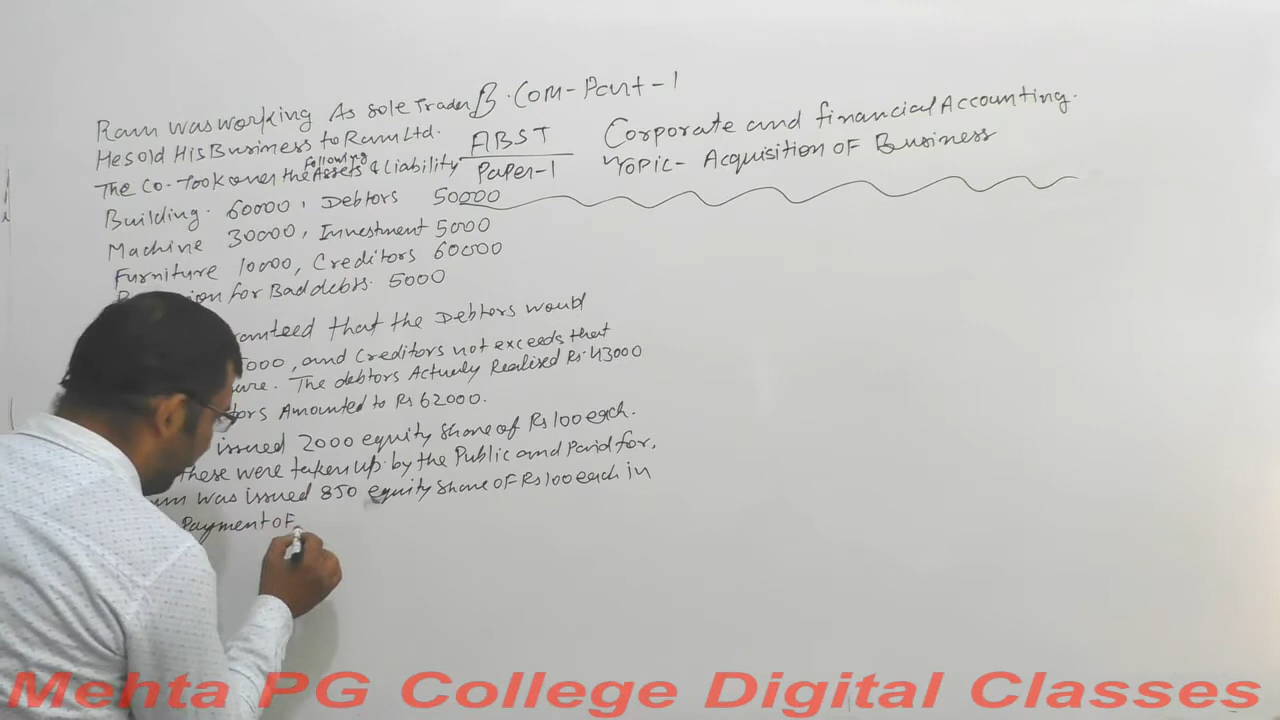 Ram was working As Sole Trader
He sold His Business to Ram Ltd.
The Co. Took over the Following Assets & Liability
Building. 60000, Debtors 50000
Machine 30000, Investment 5000
Furniture 10000, Creditors 60000
for Bad debts. 5000
that the Debtors would
000, and Creditors not exceeds that
The debtors Actually Realised Rs. 43000
Amounted to Rs 62000.
issued 2000 equity share of Rs 100 each.
these were taken up by the Public and Paid for,
was issued 850 equity share of Rs 100 each in
Payment of
B.Com-Part-1
ABST
Paper-1
Corporate and financial Accounting.
Topic- Acquisition of Business
Mehta PG College Digital Classes